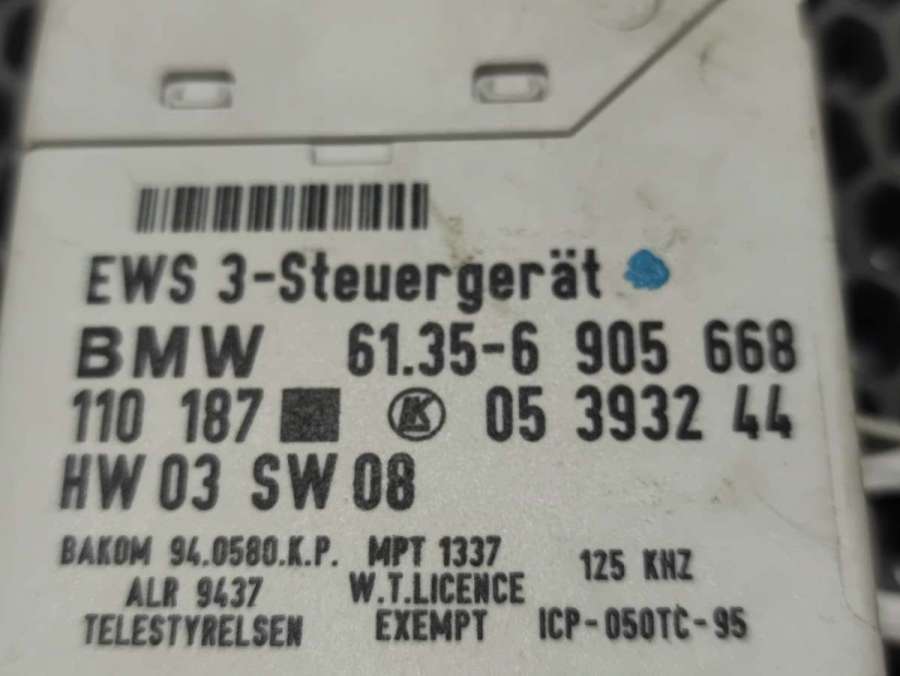 EWS 3-Steuergerät
BMW 61.35-6 905 668
110 187 K 05 3932 44
HW 03 SW 08
BAKOM 94.0580.K.P. MPT 1337 125 KHZ
ALR 9437 W.T.LICENCE
TELESTYRELSEN EXEMPT ICP-050TC-95